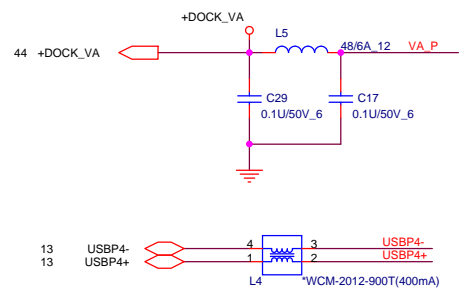 +DOCK_VA
L5
44 +DOCK_VA
48/6A_12
VA_P
C29
0.1U/50V_6
C17
0.1U/50V_6
13 USBP4-
4
3
USBP4-
13 USBP4+
1
2
USBP4+
L4
*WCM-2012-900T(400mA)